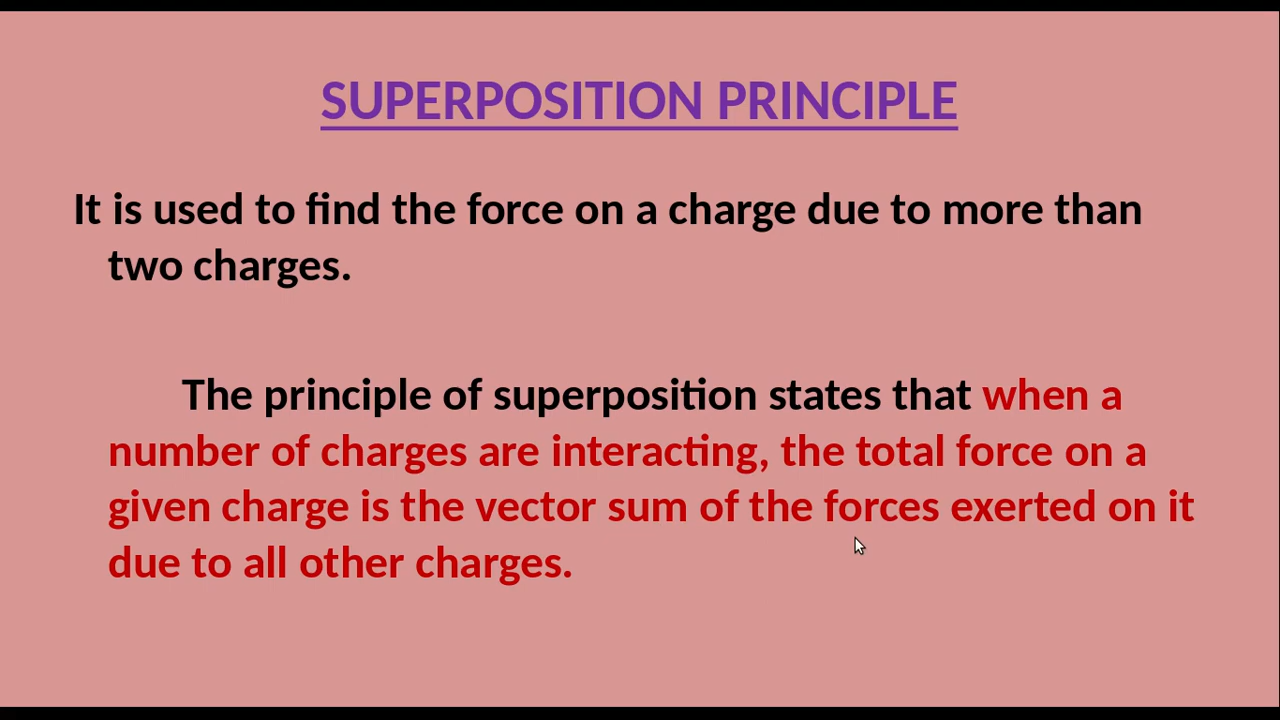 SUPERPOSITION PRINCIPLE
It is used to find the force on a charge due to more than
two charges.
The principle of superposition states that when a
number of charges are interacting, the total force on a
given charge is the vector sum of the forces exerted on it
due to all other charges.